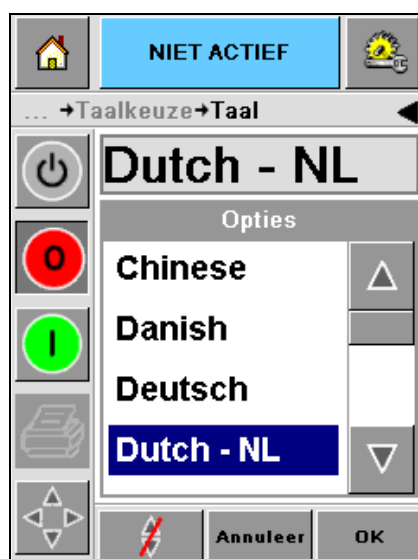 NIET ACTIEF
... →Taalkeuze→Taal
Dutch - NL
Opties
Chinese
O
Danish
I
Deutsch
Dutch - NL
Annuleer OK